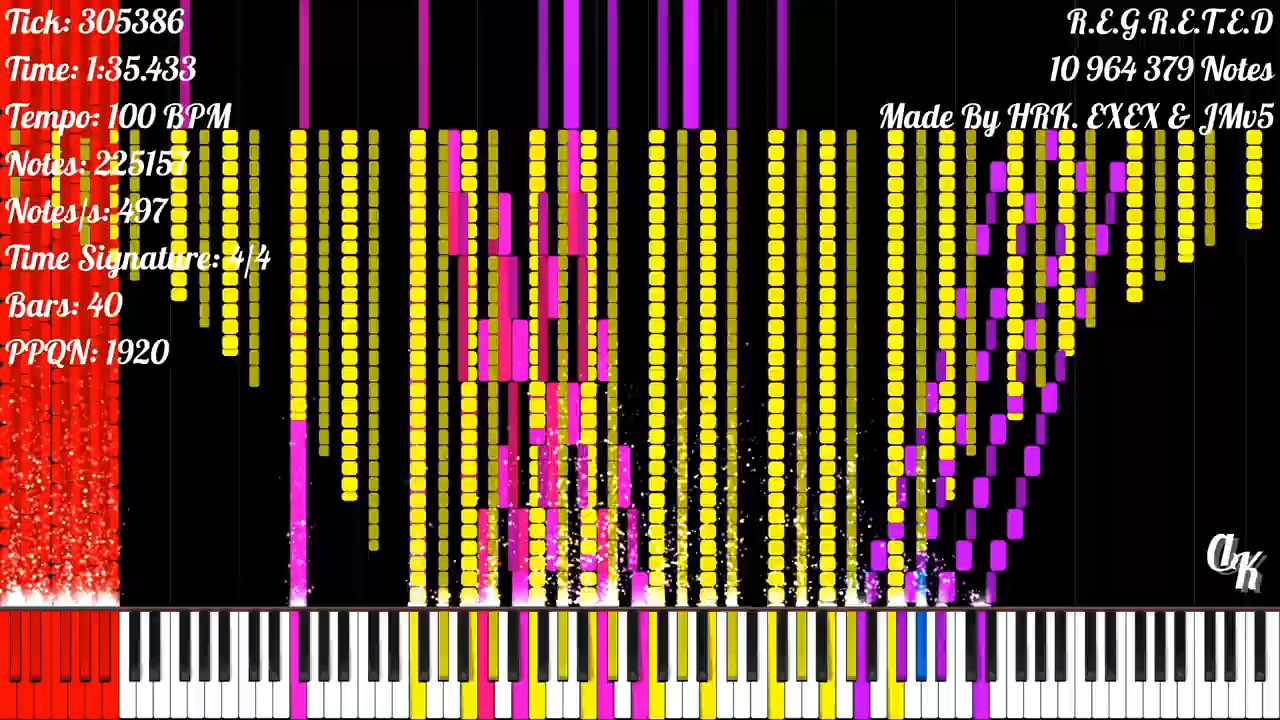 Tick: 305386
Time: 1:35.433
Tempo: 100 BPM
Notes: 225157
Notes/s: 497
Time Signature: 4/4
Bars: 40
PPQN: 1920
R.E.G.R.E.T.E.D
10 964 379 Notes
Made By HRK. EXEX & JMv5
aK